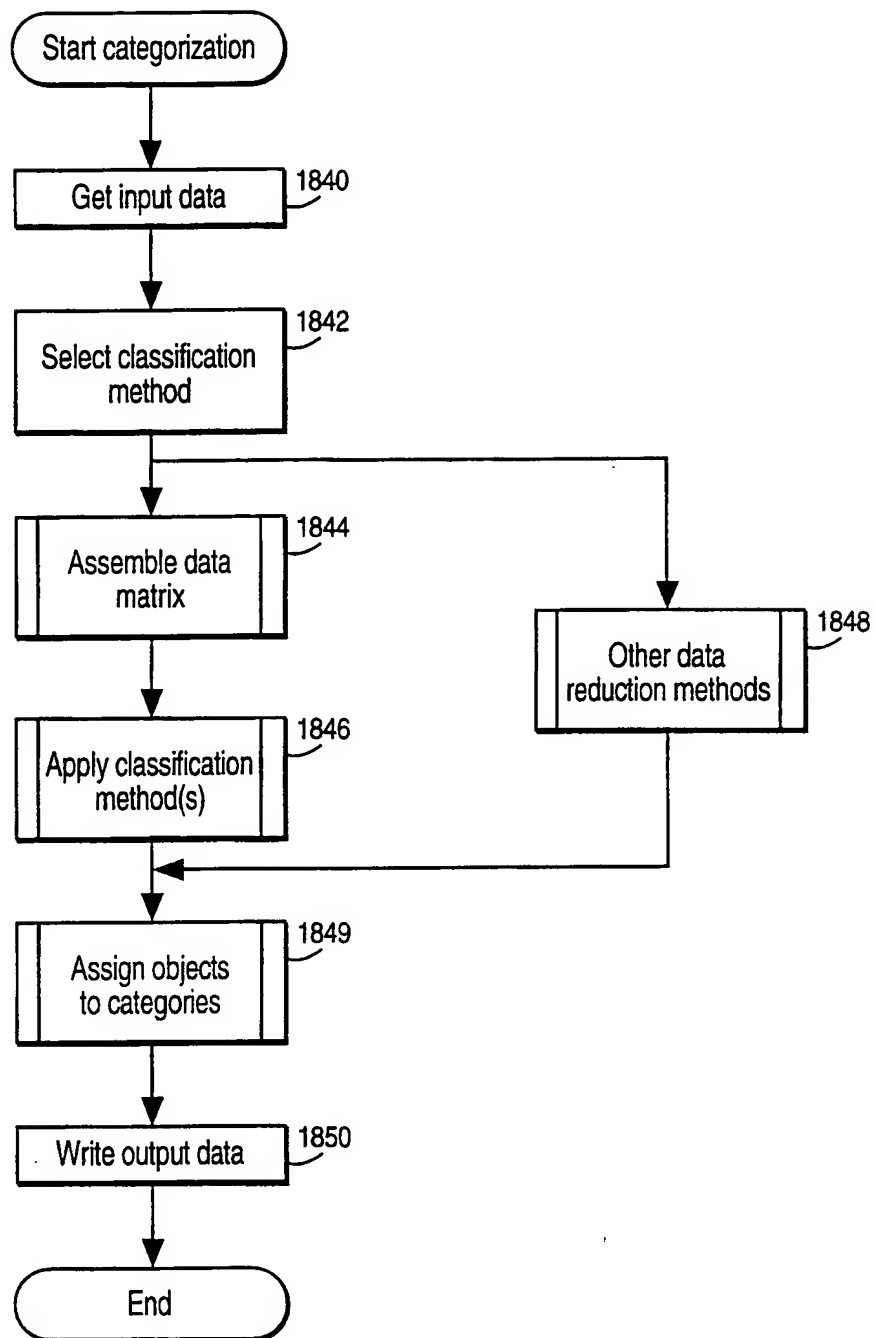 Start categorization
Get input data
1840
Select classification
method
1842
Assemble data
matrix
1844
Other data
reduction methods
1848
Apply classification
method(s)
1846
Assign objects
to categories
1849
Write output data
1850
End